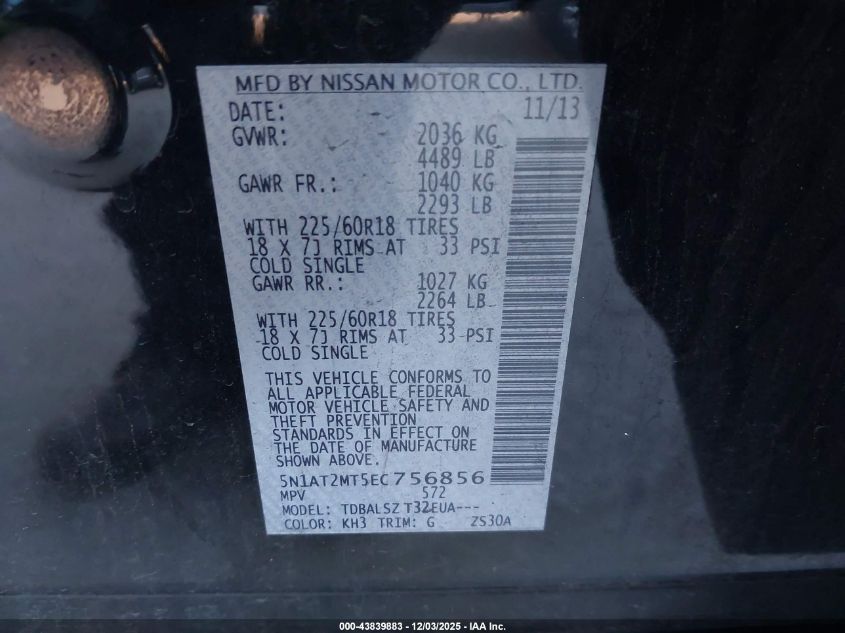 MFD BY NISSAN MOTOR CO., LTD.
DATE: 11/13
GVWR: 2036 KG
4489 LB
GAWR FR.: 1040 KG
2293 LB
WITH 225/60R18 TIRES
18 X 7J RIMS AT 33 PSI
COLD SINGLE
GAWR RR.: 1027 KG
2264 LB
WITH 225/60R18 TIRES
18 X 7J RIMS AT 33 PSI
COLD SINGLE
THIS VEHICLE CONFORMS TO
ALL APPLICABLE FEDERAL
MOTOR VEHICLE SAFETY AND
THEFT PREVENTION
STANDARDS IN EFFECT ON
THE DATE OF MANUFACTURE
SHOWN ABOVE.
5N1AT2MT5EC756856
MPV 572
MODEL: TDBALSZ T32EUA---
COLOR: KH3 TRIM: G ZS30A
000-43839883 - 12/03/2025 - IAA Inc.